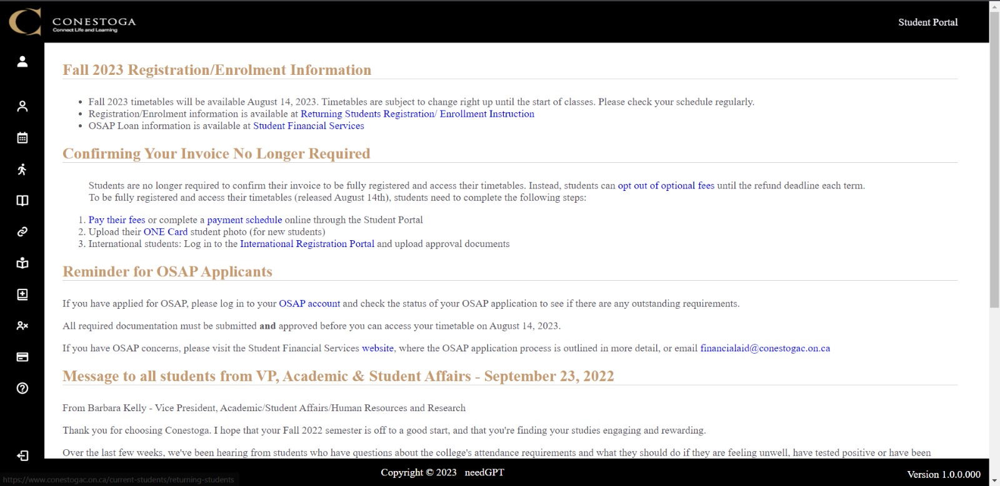 CONESTOGA
Connect Life and Learning
Student Portal
Fall 2023 Registration/Enrolment Information
• Fall 2023 timetables will be available August 14, 2023. Timetables are subject to change right up until the start of classes. Please check your schedule regularly.
• Registration/Enrolment information is available at Returning Students Registration/ Enrollment Instruction
• OSAP Loan information is available at Student Financial Services
Confirming Your Invoice No Longer Required
Students are no longer required to confirm their invoice to be fully registered and access their timetables. Instead, students can opt out of optional fees until the refund deadline each term.
To be fully registered and access their timetables (released August 14th), students need to complete the following steps:
1. Pay their fees or complete a payment schedule online through the Student Portal
2. Upload their ONE Card student photo (for new students)
3. International students: Log in to the International Registration Portal and upload approval documents
Reminder for OSAP Applicants
If you have applied for OSAP, please log in to your OSAP account and check the status of your OSAP application to see if there are any outstanding requirements.
All required documentation must be submitted and approved before you can access your timetable on August 14, 2023.
If you have OSAP concerns, please visit the Student Financial Services website, where the OSAP application process is outlined in more detail, or email financialaid@conestogac.on.ca
Message to all students from VP, Academic & Student Affairs - September 23, 2022
From Barbara Kelly - Vice President, Academic/Student Affairs/Human Resources and Research
Thank you for choosing Conestoga. I hope that your Fall 2022 semester is off to a good start, and that you're finding your studies engaging and rewarding.
Over the last few weeks, we've been hearing from students who have questions about the college's attendance requirements and what they should do if they are feeling unwell, have tested positive or have been
Copyright © 2023 needGPT
Version 1.0.0.000
https://www.conestogac.on.ca/current-students/returning-students